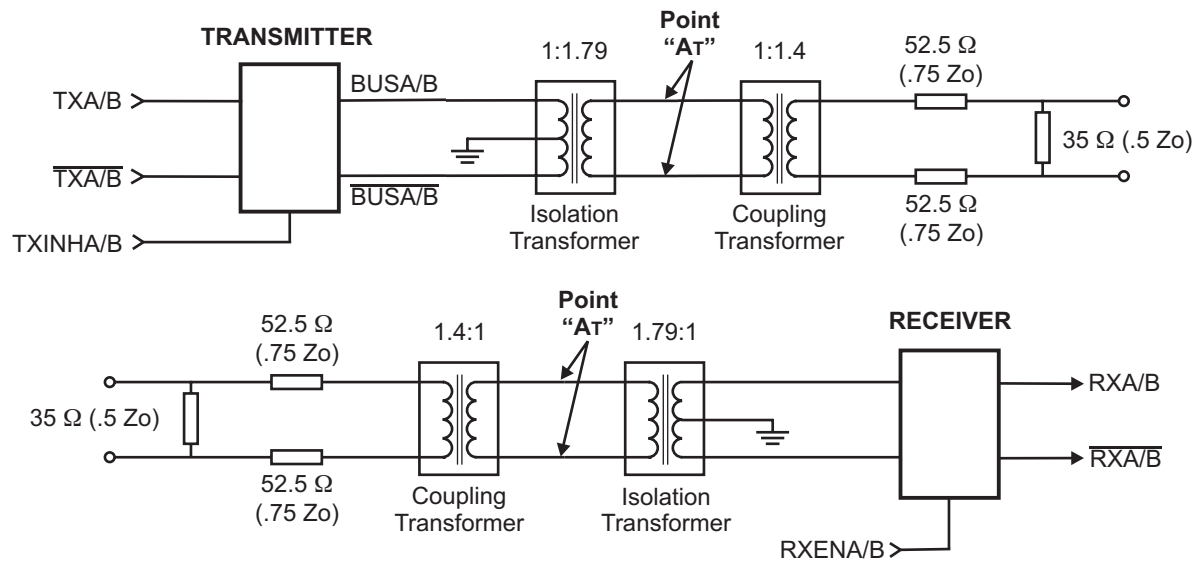 TRANSMITTER
TXA/B
TXA/B
TXINHA/B
BUSA/B
BUSA/B
1:1.79
Isolation
Transformer
Point
“AT”
1:1.4
Coupling
Transformer
52.5 Ω
(.75 Zo)
35 Ω (.5 Zo)
52.5 Ω
(.75 Zo)
35 Ω (.5 Zo)
52.5 Ω
(.75 Zo)
52.5 Ω
(.75 Zo)
1.4:1
Coupling
Transformer
Point
“AT”
1.79:1
Isolation
Transformer
RECEIVER
RXA/B
RXA/B
RXENA/B